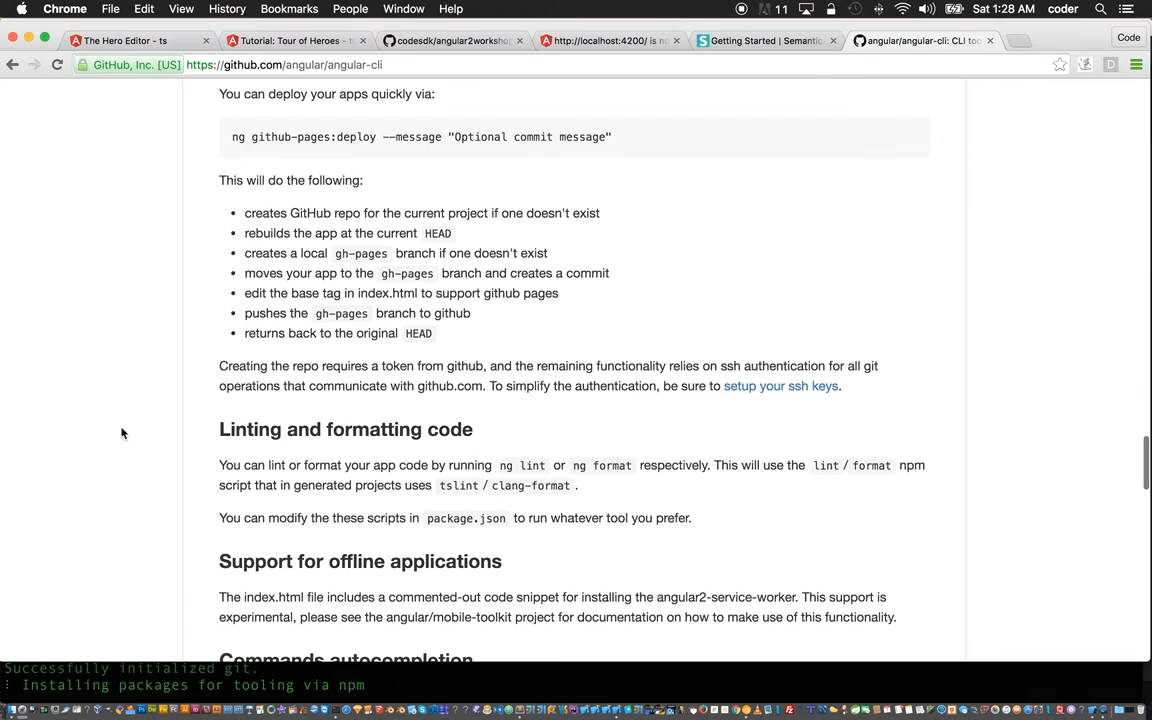 Chrome File Edit View History Bookmarks People Window Help 11 Sat 1:28 AM coder
The Hero Editor - ts
Tutorial: Tour of Heroes - ts
codesdk/angular2worksho
http://localhost:4200/ is n
Getting Started | Semantic
angular/angular-cli: CLI too
Code
GitHub, Inc. [US] https://github.com/angular/angular-cli
You can deploy your apps quickly via:
ng github-pages:deploy --message "Optional commit message"
This will do the following:
• creates GitHub repo for the current project if one doesn't exist
• rebuilds the app at the current HEAD
• creates a local gh-pages branch if one doesn't exist
• moves your app to the gh-pages branch and creates a commit
• edit the base tag in index.html to support github pages
• pushes the gh-pages branch to github
• returns back to the original HEAD
Creating the repo requires a token from github, and the remaining functionality relies on ssh authentication for all git
operations that communicate with github.com. To simplify the authentication, be sure to setup your ssh keys.
Linting and formatting code
You can lint or format your app code by running ng lint or ng format respectively. This will use the lint / format npm
script that in generated projects uses tslint / clang-format .
You can modify the these scripts in package.json to run whatever tool you prefer.
Support for offline applications
The index.html file includes a commented-out code snippet for installing the angular2-service-worker. This support is
experimental, please see the angular/mobile-toolkit project for documentation on how to make use of this functionality.
Commands autocompletion
Successfully initialized git.
Installing packages for tooling via npm